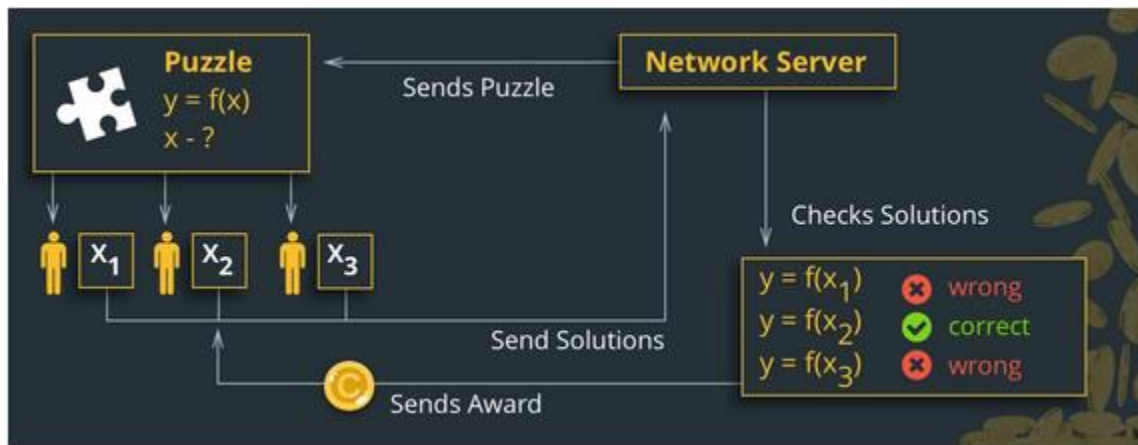 Puzzle
y = f(x)
x - ?
Sends Puzzle
Network Server
Checks Solutions
X₁
X₂
X₃
Send Solutions
y = f(x₁) wrong
y = f(x₂) correct
y = f(x₃) wrong
C
Sends Award